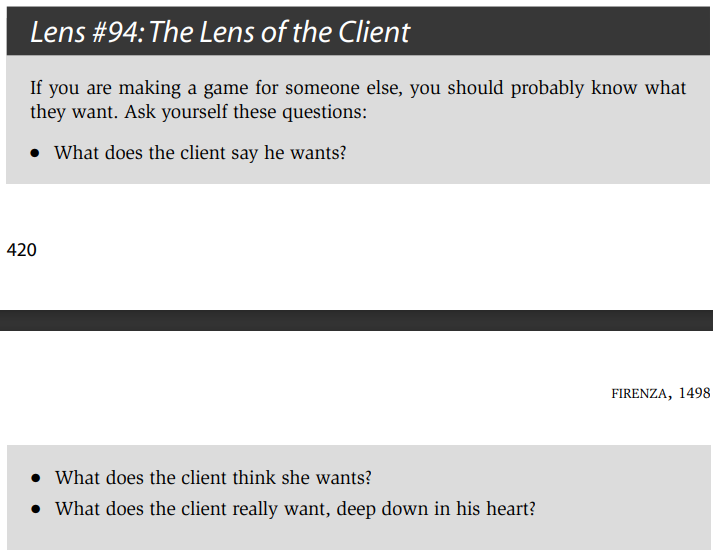 Lens #94: The Lens of the Client
If you are making a game for someone else, you should probably know what
they want. Ask yourself these questions:
● What does the client say he wants?
420
FIRENZA, 1498
● What does the client think she wants?
● What does the client really want, deep down in his heart?